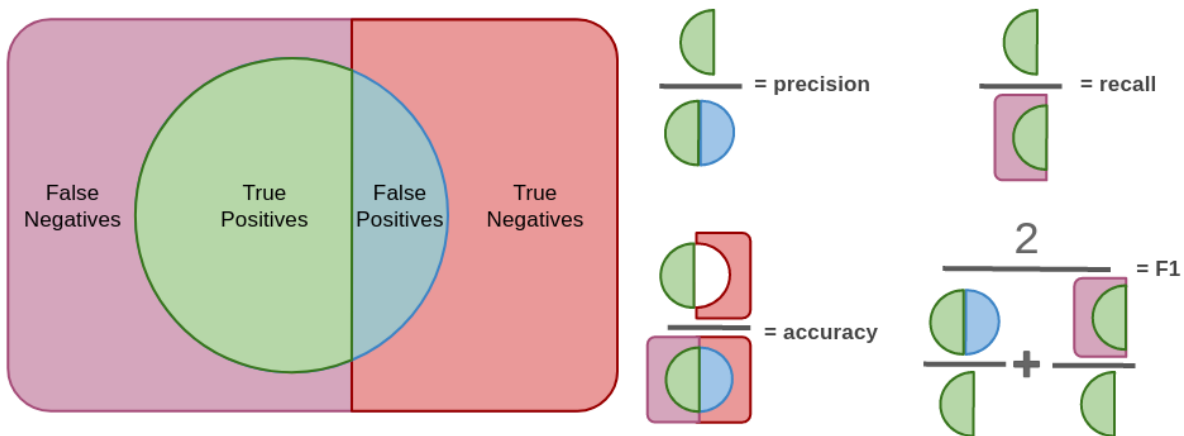 False
Negatives
True
Positives
False
Positives
True
Negatives
= precision
= recall
= accuracy
2
= F1
+